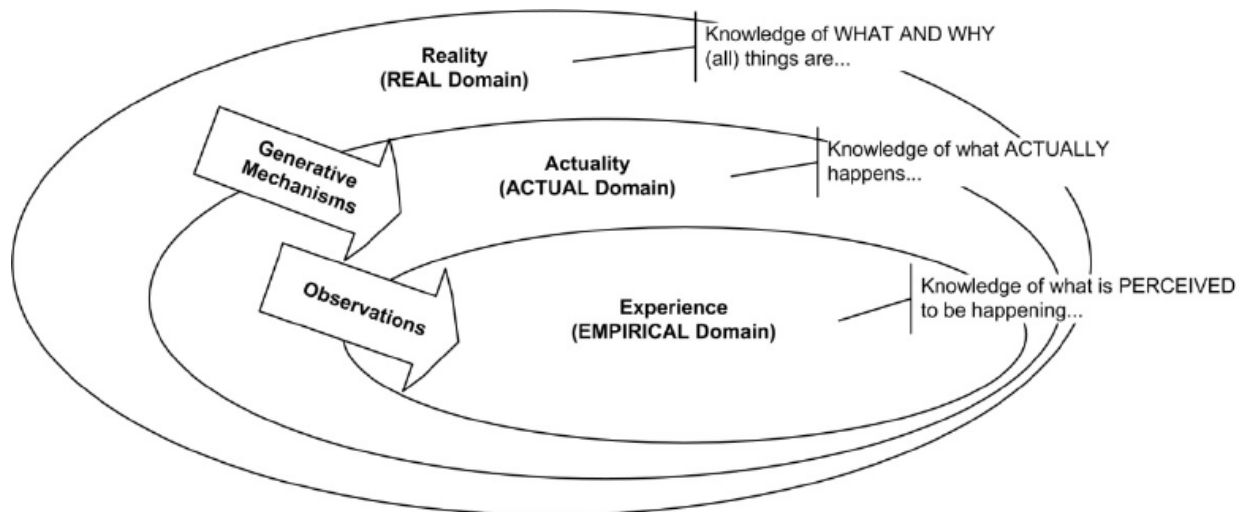 Reality
(REAL Domain)
Knowledge of WHAT AND WHY
(all) things are...
Generative
Mechanisms
Actuality
(ACTUAL Domain)
Knowledge of what ACTUALLY
happens...
Observations
Experience
(EMPIRICAL Domain)
Knowledge of what is PERCEIVED
to be happening...